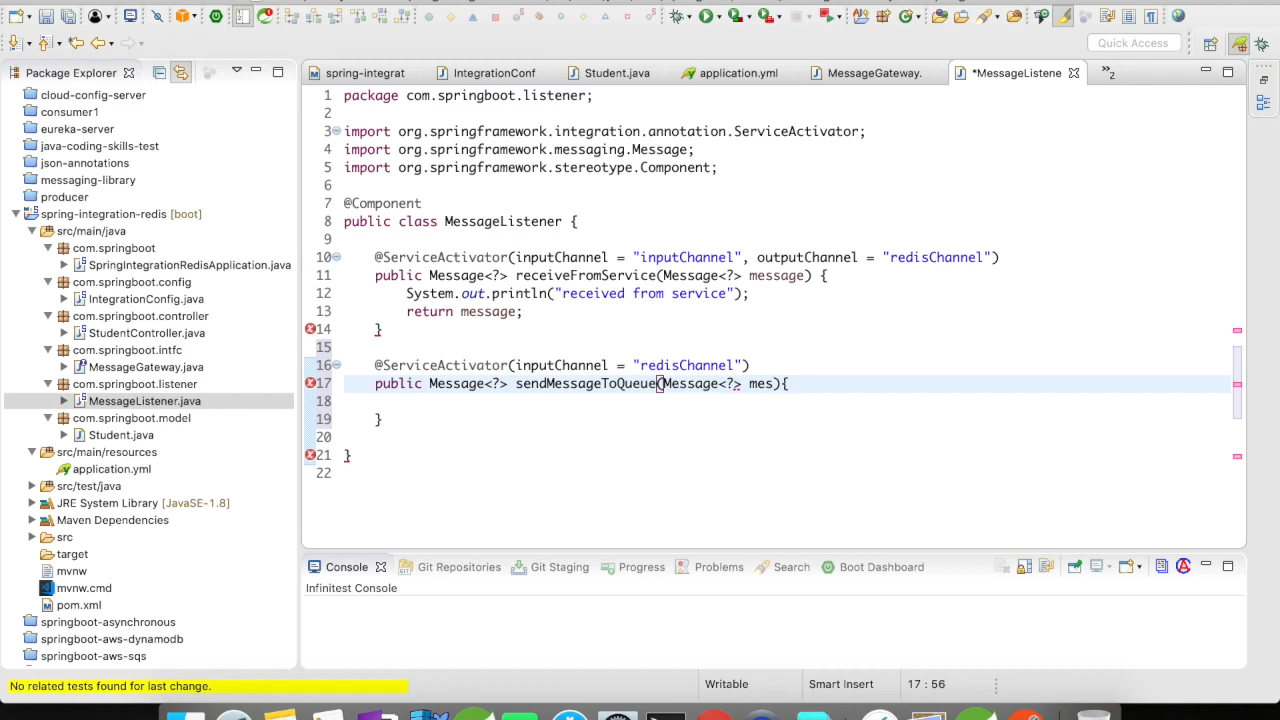 Quick Access
Package Explorer
spring-integrat
IntegrationConf
Student.java
application.yml
MessageGateway.
*MessageListene
2
cloud-config-server
consumer1
eureka-server
java-coding-skills-test
json-annotations
messaging-library
producer
spring-integration-redis [boot]
src/main/java
com.springboot
SpringIntegrationRedisApplication.java
com.springboot.config
IntegrationConfig.java
com.springboot.controller
StudentController.java
com.springboot.intfc
MessageGateway.java
com.springboot.listener
MessageListener.java
com.springboot.model
Student.java
src/main/resources
application.yml
src/test/java
JRE System Library [JavaSE-1.8]
Maven Dependencies
src
target
mvnw
mvnw.cmd
pom.xml
springboot-asynchronous
springboot-aws-dynamodb
springboot-aws-sqs
1 package com.springboot.listener;
2
3 import org.springframework.integration.annotation.ServiceActivator;
4 import org.springframework.messaging.Message;
5 import org.springframework.stereotype.Component;
6
7 @Component
8 public class MessageListener {
9
10 @ServiceActivator(inputChannel = "inputChannel", outputChannel = "redisChannel")
11 public Message<?> receiveFromService(Message<?> message) {
12 System.out.println("received from service");
13 return message;
14 }
15
16 @ServiceActivator(inputChannel = "redisChannel")
17 public Message<?> sendMessageToQueue(Message<?> mes){
18
19 }
20
21 }
22
Console
Git Repositories
Git Staging
Progress
Problems
Search
Boot Dashboard
Infinitest Console
No related tests found for last change.
Writable
Smart Insert
17 : 56